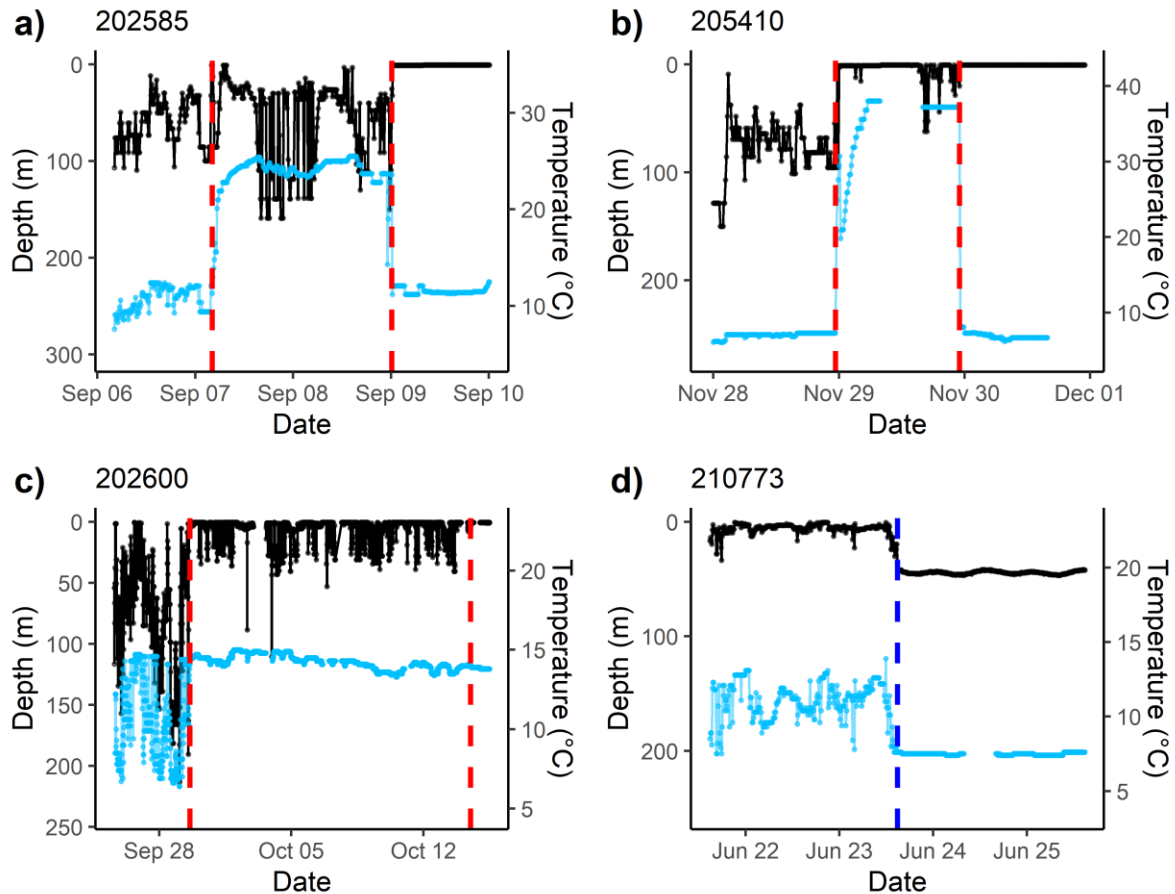 a) 202585
0
100
200
300
Depth (m)
30
20
10
Temperature (°C)
Sep 06 Sep 07 Sep 08 Sep 09 Sep 10
Date
b) 205410
0
100
200
Depth (m)
40
30
20
10
Temperature (°C)
Nov 28 Nov 29 Nov 30 Dec 01
Date
c) 202600
0
50
100
150
200
250
Depth (m)
20
15
10
5
Temperature (°C)
Sep 28 Oct 05 Oct 12
Date
d) 210773
0
100
200
Depth (m)
20
15
10
5
Temperature (°C)
Jun 22 Jun 23 Jun 24 Jun 25
Date